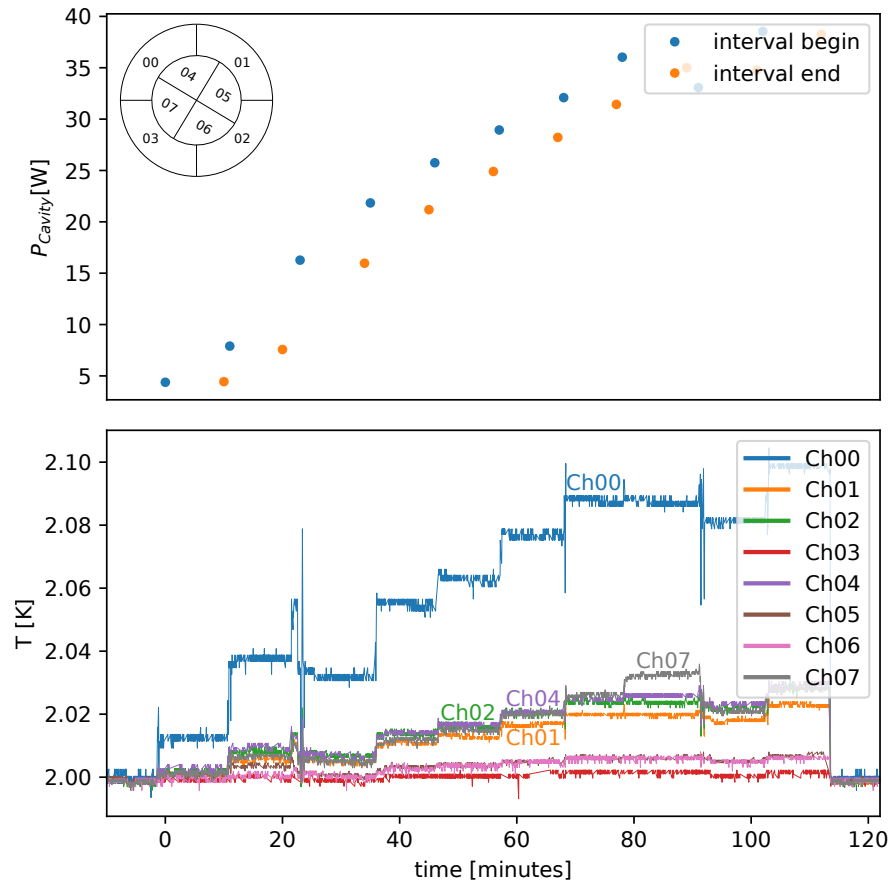 40
35
30
25
20
15
10
5
P_Cavity[W]
00
01
02
03
04
05
06
07
interval begin
interval end
2.10
2.08
2.06
2.04
2.02
2.00
T [K]
Ch00
Ch07
Ch04
Ch02
Ch01
Ch00
Ch01
Ch02
Ch03
Ch04
Ch05
Ch06
Ch07
0
20
40
60
80
100
120
time [minutes]